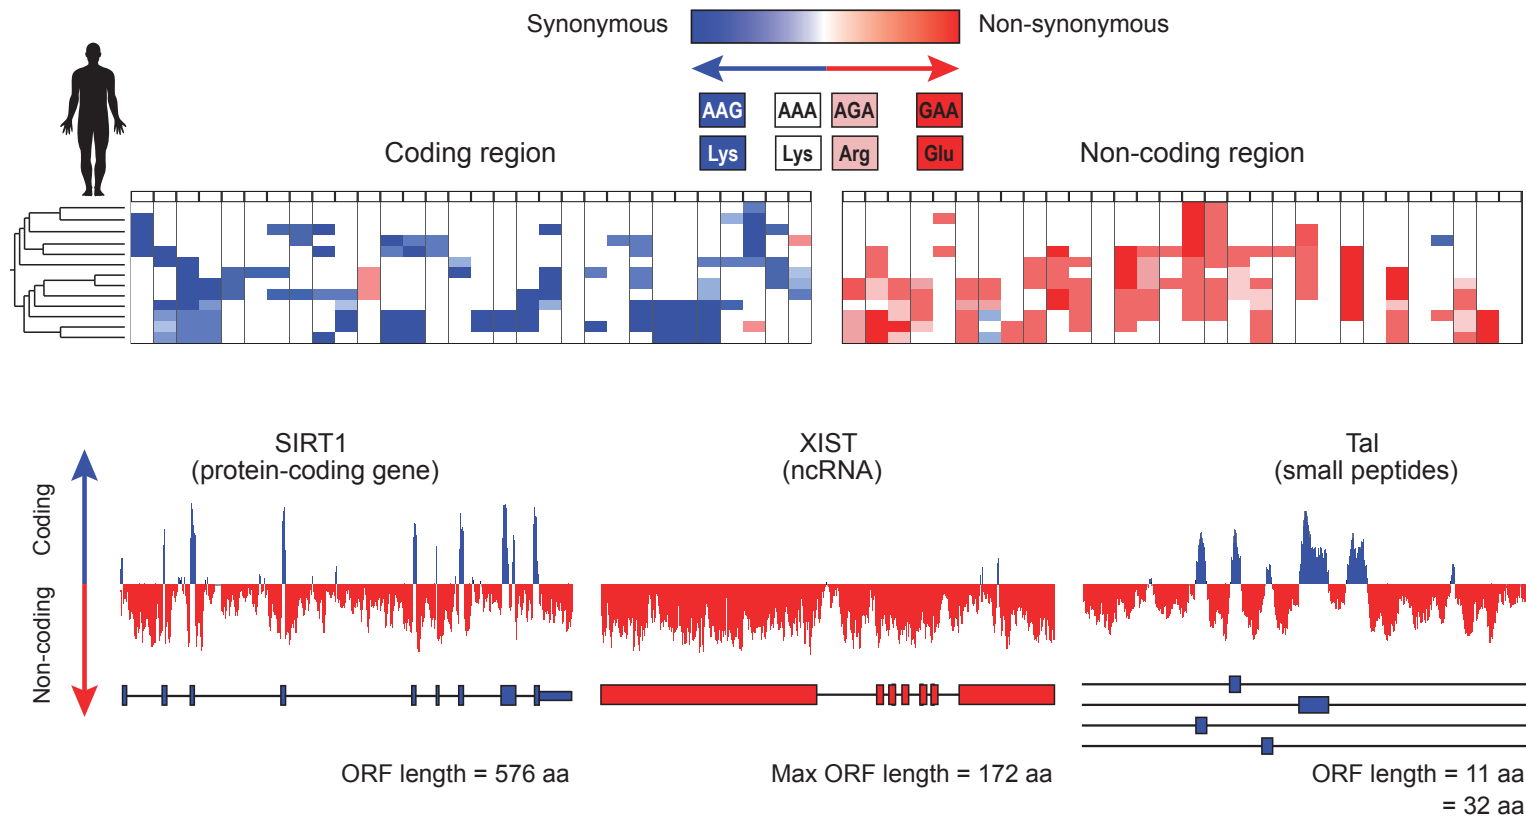 Synonymous
Non-synonymous
AAG AAA AGA GAA
Lys Lys Arg Glu
Coding region
Non-coding region
SIRT1
(protein-coding gene)
XIST
(ncRNA)
Tal
(small peptides)
Coding
Non-coding
ORF length = 576 aa
Max ORF length = 172 aa
ORF length = 11 aa
= 32 aa